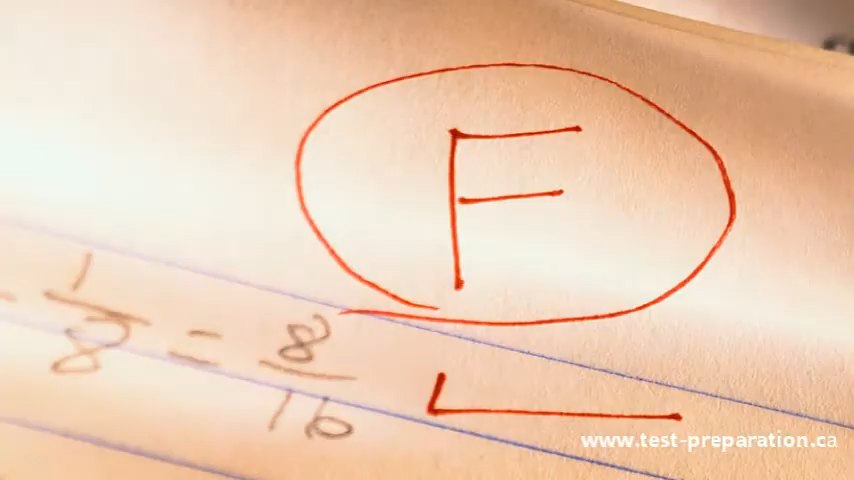 F
- 1/8 = 8/16
www.test-preparation.ca